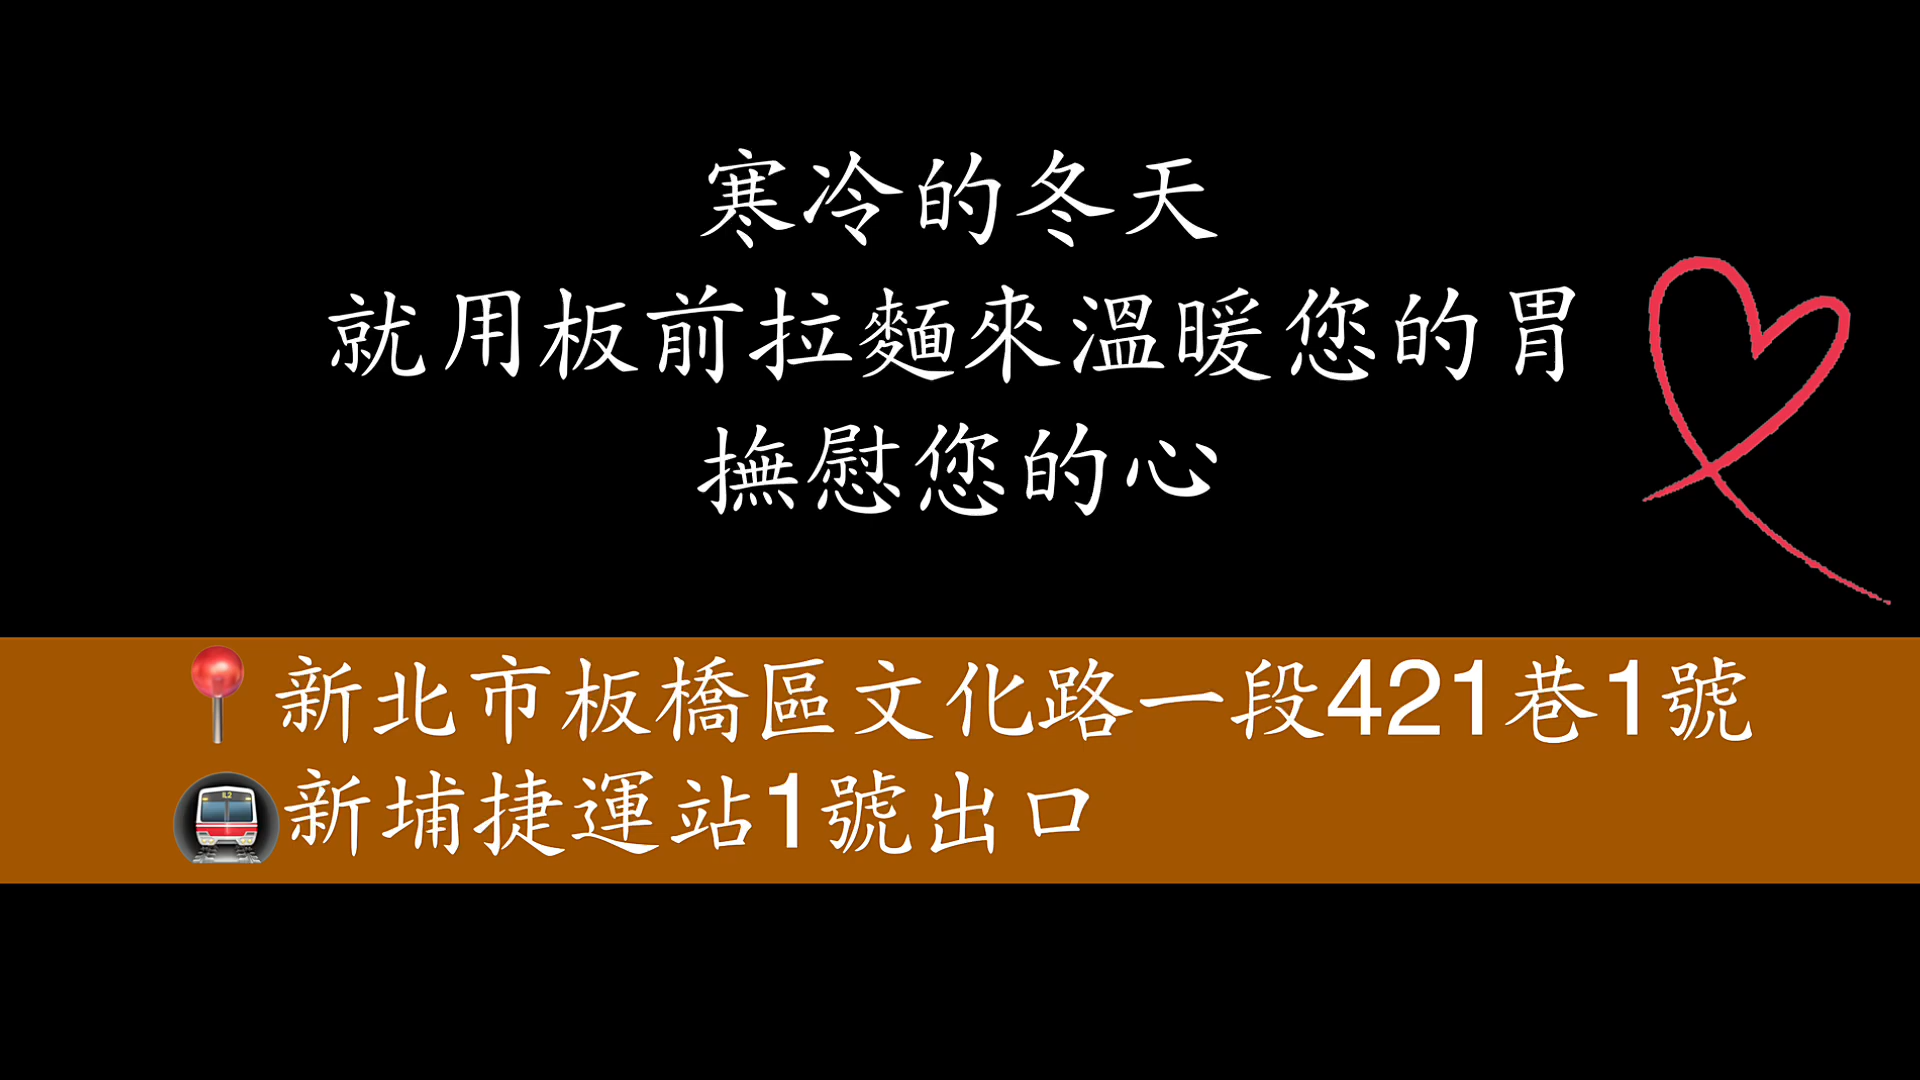 寒冷的冬天
就用板前拉麵來溫暖您的胃
撫慰您的心
新北市板橋區文化路一段421巷1號
新埔捷運站1號出口